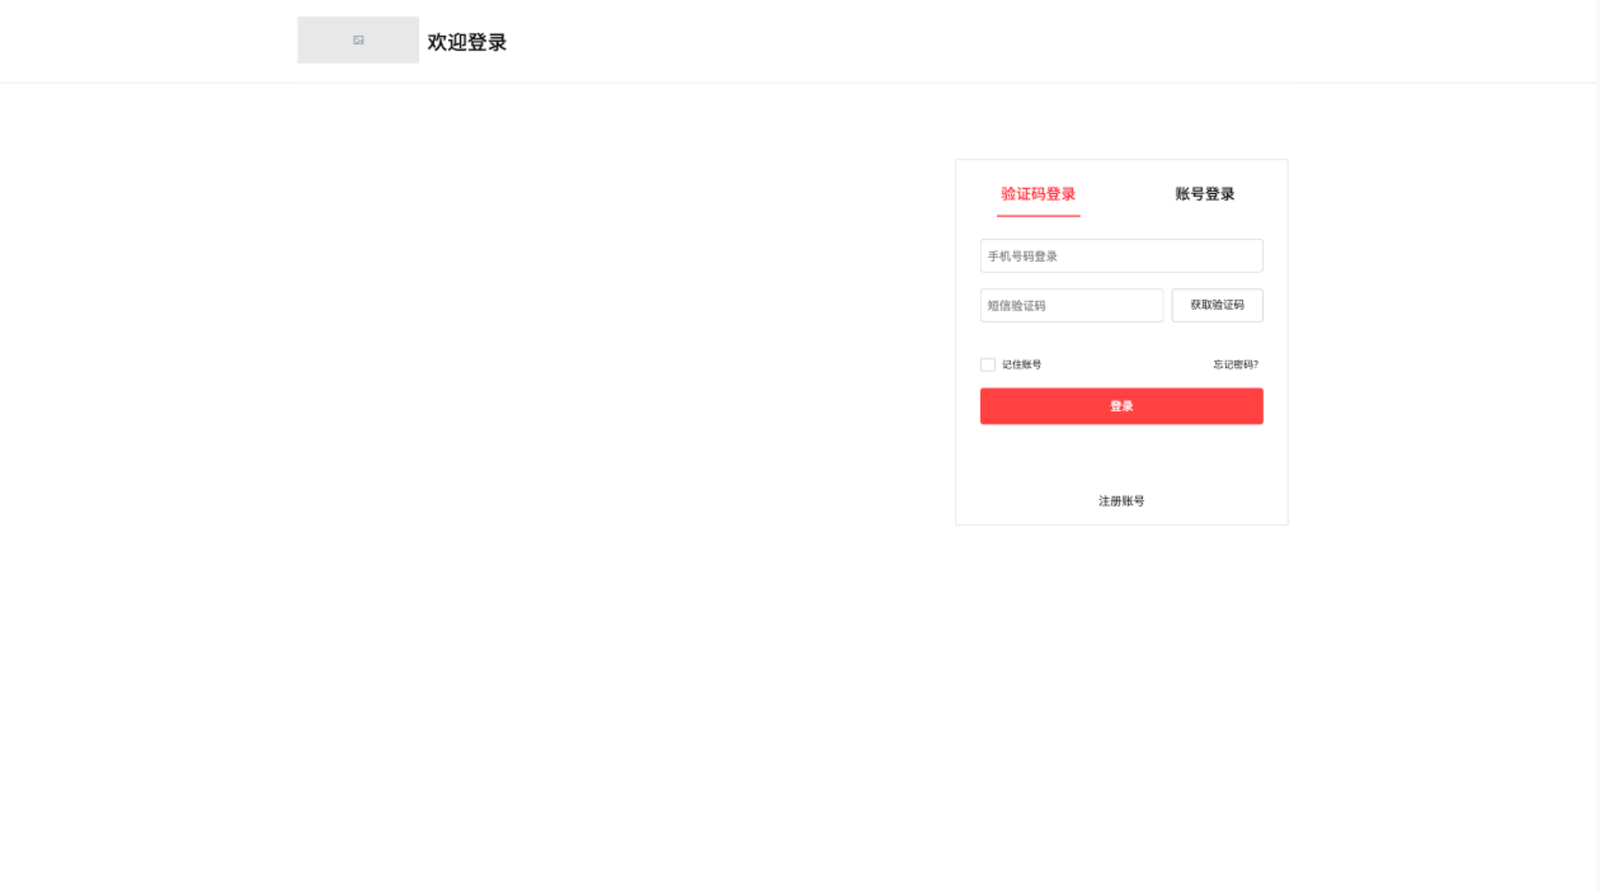 欢迎登录
验证码登录 账号登录
手机号码登录
短信验证码 获取验证码
记住账号 忘记密码?
登录
注册账号